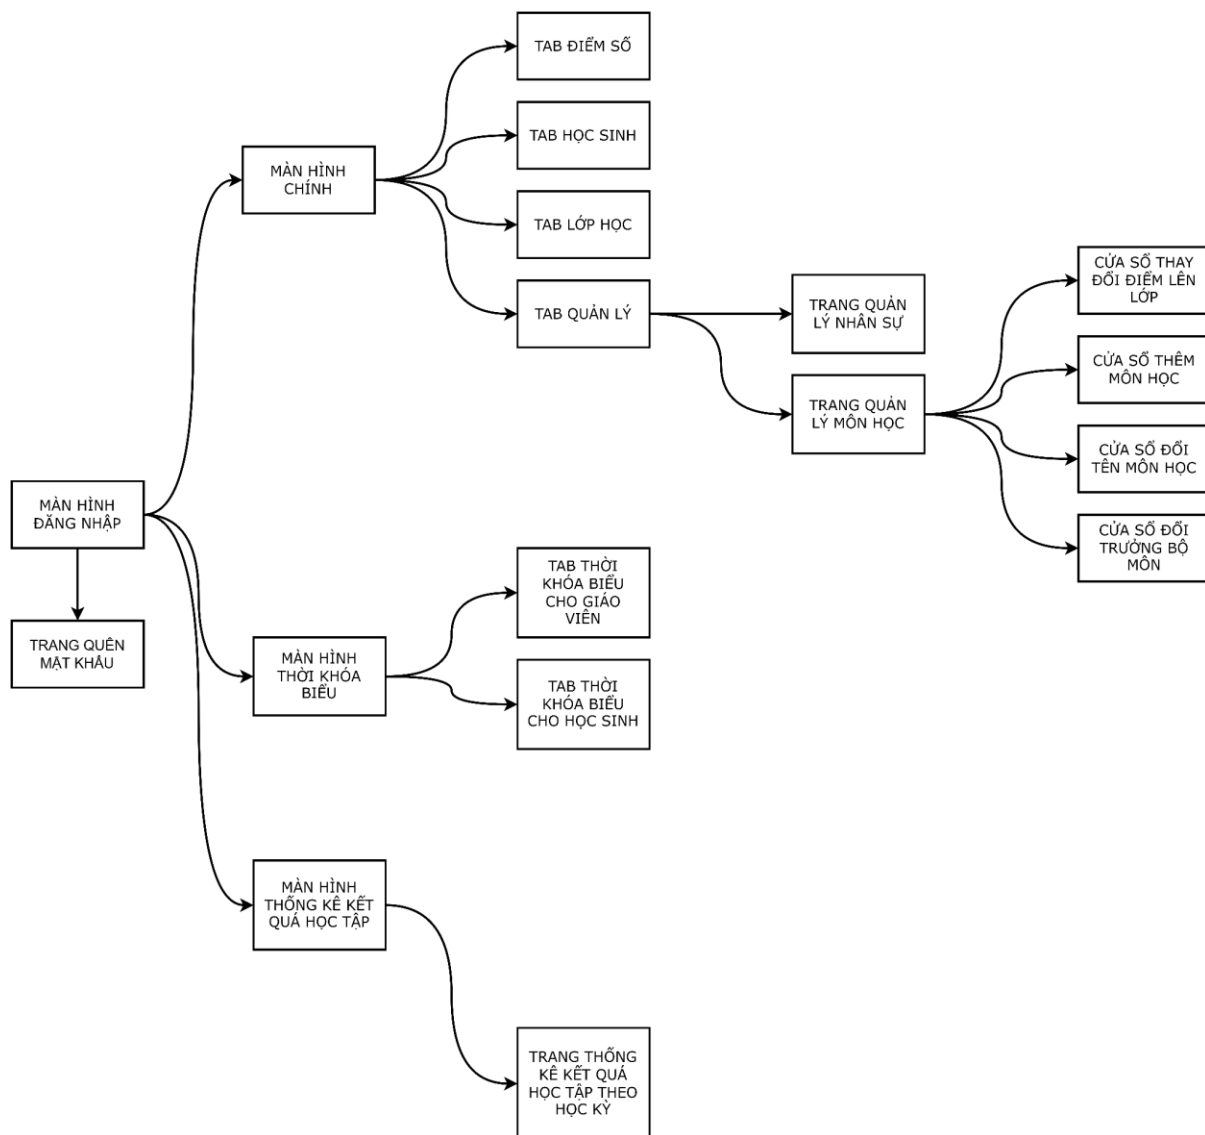 TAB ĐIỂM SỐ
TAB HỌC SINH
MÀN HÌNH
CHÍNH
TAB LỚP HỌC
TAB QUẢN LÝ
TRANG QUẢN
LÝ NHÂN SỰ
TRANG QUẢN
LÝ MÔN HỌC
CỬA SỔ THAY
ĐỔI ĐIỂM LÊN
LỚP
CỬA SỔ THÊM
MÔN HỌC
CỬA SỔ ĐỔI
TÊN MÔN HỌC
CỬA SỔ ĐỔI
TRƯỞNG BỘ
MÔN
MÀN HÌNH
ĐĂNG NHẬP
TRANG QUÊN
MẬT KHẨU
MÀN HÌNH
THỜI KHÓA
BIỂU
TAB THỜI
KHÓA BIỂU
CHO GIÁO
VIÊN
TAB THỜI
KHÓA BIỂU
CHO HỌC SINH
MÀN HÌNH
THỐNG KÊ KẾT
QUẢ HỌC TẬP
TRANG THỐNG
KÊ KẾT QUẢ
HỌC TẬP THEO
HỌC KỲ